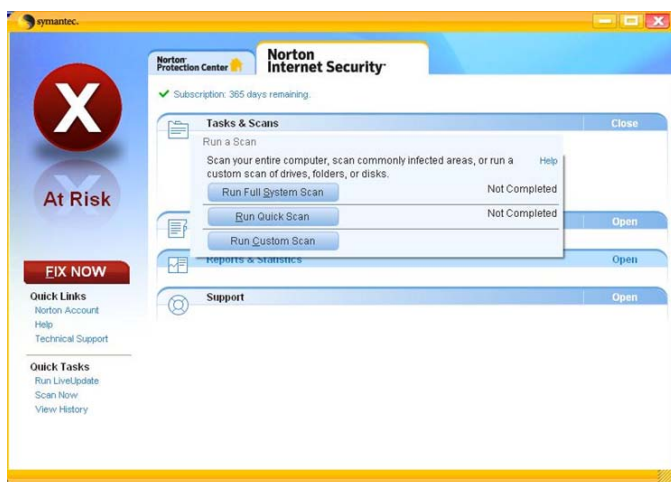 symantec.
Norton
Protection Center
Norton
Internet Security
Subscription: 365 days remaining.
X
At Risk
FIX NOW
Quick Links
Norton Account
Help
Technical Support
Quick Tasks
Run LiveUpdate
Scan Now
View History
Tasks & Scans Close
Run a Scan
Scan your entire computer, scan commonly infected areas, or run a Help
custom scan of drives, folders, or disks.
Run Full System Scan Not Completed
Run Quick Scan Not Completed
Run Custom Scan
Open
Reports & Statistics Open
Support Open